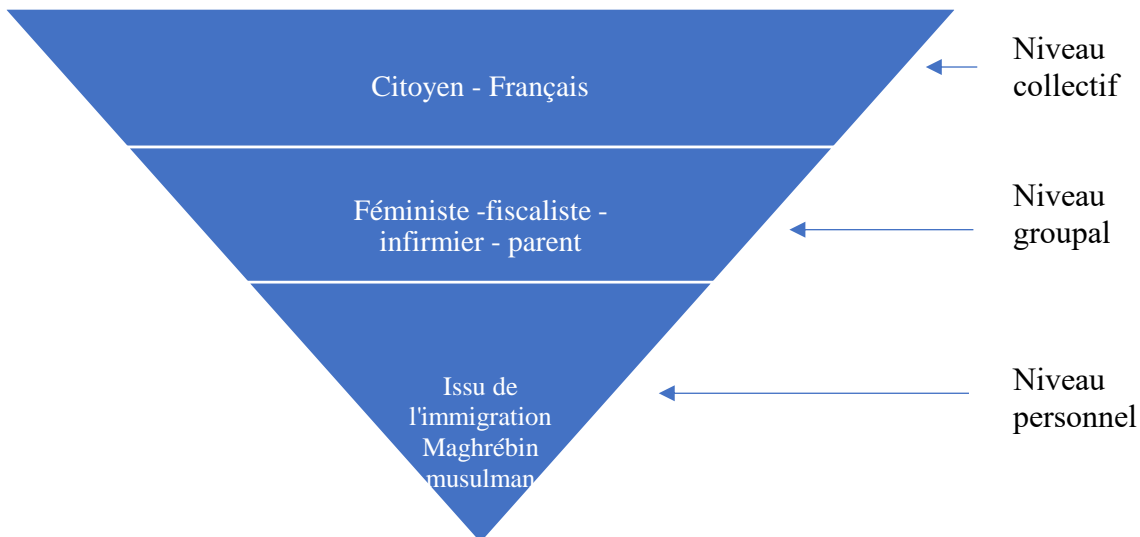 Citoyen - Français
Niveau
collectif
Féministe -fiscaliste -
infirmier - parent
Niveau
groupal
Issu de
l'immigration
Maghrébin
musulman
Niveau
personnel